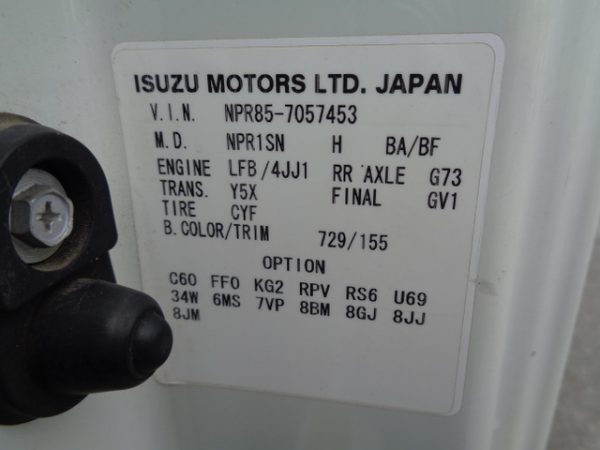 ISUZU MOTORS LTD. JAPAN
V.I.N. NPR85-7057453
M.D. NPR1SN H BA/BF
ENGINE LFB/4JJ1 RR AXLE G73
TRANS. Y5X FINAL GV1
TIRE CYF
B.COLOR/TRIM 729/155
OPTION
C60 FF0 KG2 RPV RS6 U69
34W 6MS 7VP 8BM 8GJ 8JJ
8JM